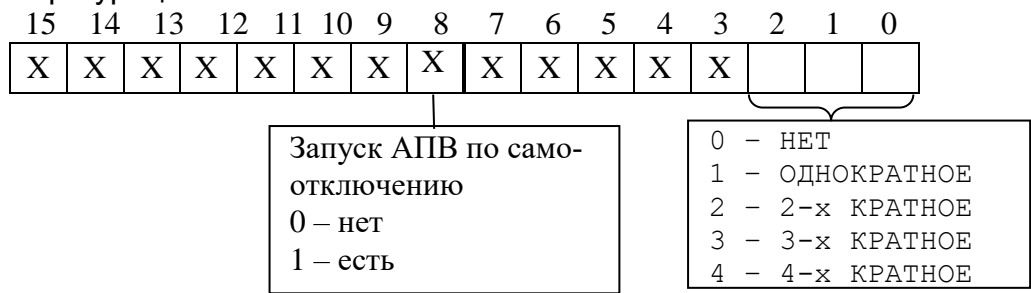 15 14 13 12 11 10 9 8 7 6 5 4 3 2 1 0
X X X X X X X X X X X X X
Запуск АПВ по само-
отключению
0 – нет
1 – есть
0 – НЕТ
1 – ОДНОКРАТНОЕ
2 – 2-х КРАТНОЕ
3 – 3-х КРАТНОЕ
4 – 4-х КРАТНОЕ